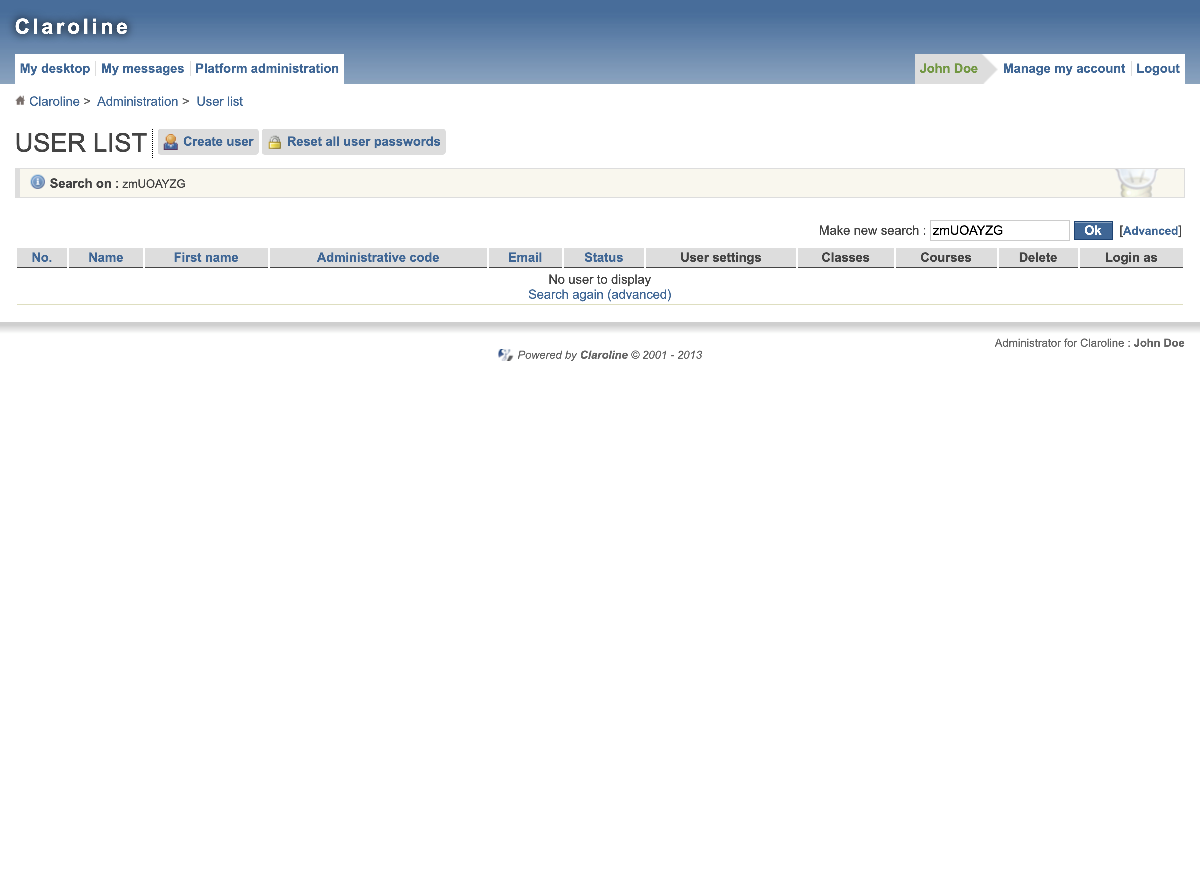 Claroline
My desktop My messages Platform administration John Doe Manage my account Logout
Claroline > Administration > User list
USER LIST Create user Reset all user passwords
Search on : zmUOAYZG
Make new search : zmUOAYZG Ok [Advanced]
No. Name First name Administrative code Email Status User settings Classes Courses Delete Login as
No user to display
Search again (advanced)
Administrator for Claroline : John Doe
Powered by Claroline © 2001 - 2013